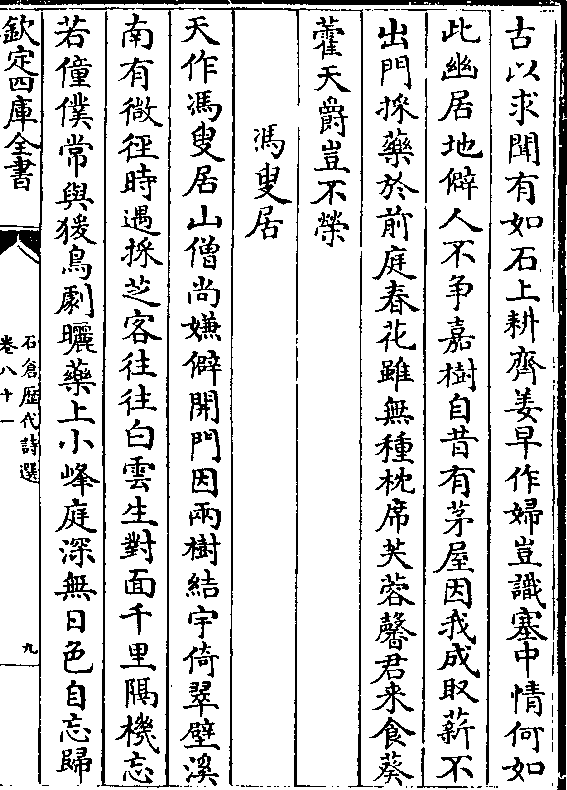 古以求聞有如石上耕齊姜早作婦豈識塞中情何如
此幽居地僻人不争嘉樹自昔有茅屋因我成取薪不
出門採藥於前庭春花雖無種枕席芙蓉馨君来食葵
藿天爵豈不榮
馮叟居
天作馮叟居山僧尚嫌僻開門因兩樹結宇倚翠壁溪
南有微徑時遇採芝客往往白雲生對面千里隔機忘
若僮僕常與猨鳥劇曬藥上小峰庭深無日色自忘歸
欽定四庫全書
石倉歴代詩選
卷八十一
九